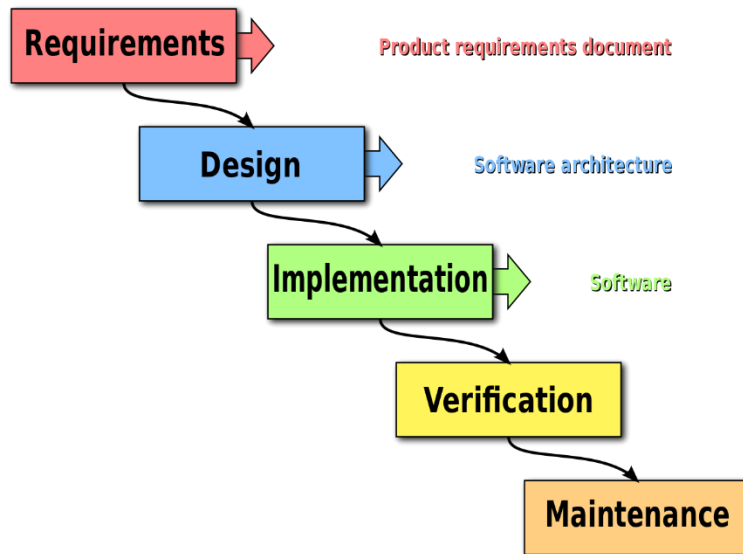 Requirements
Product requirements document
Design
Software architecture
Implementation
Software
Verification
Maintenance